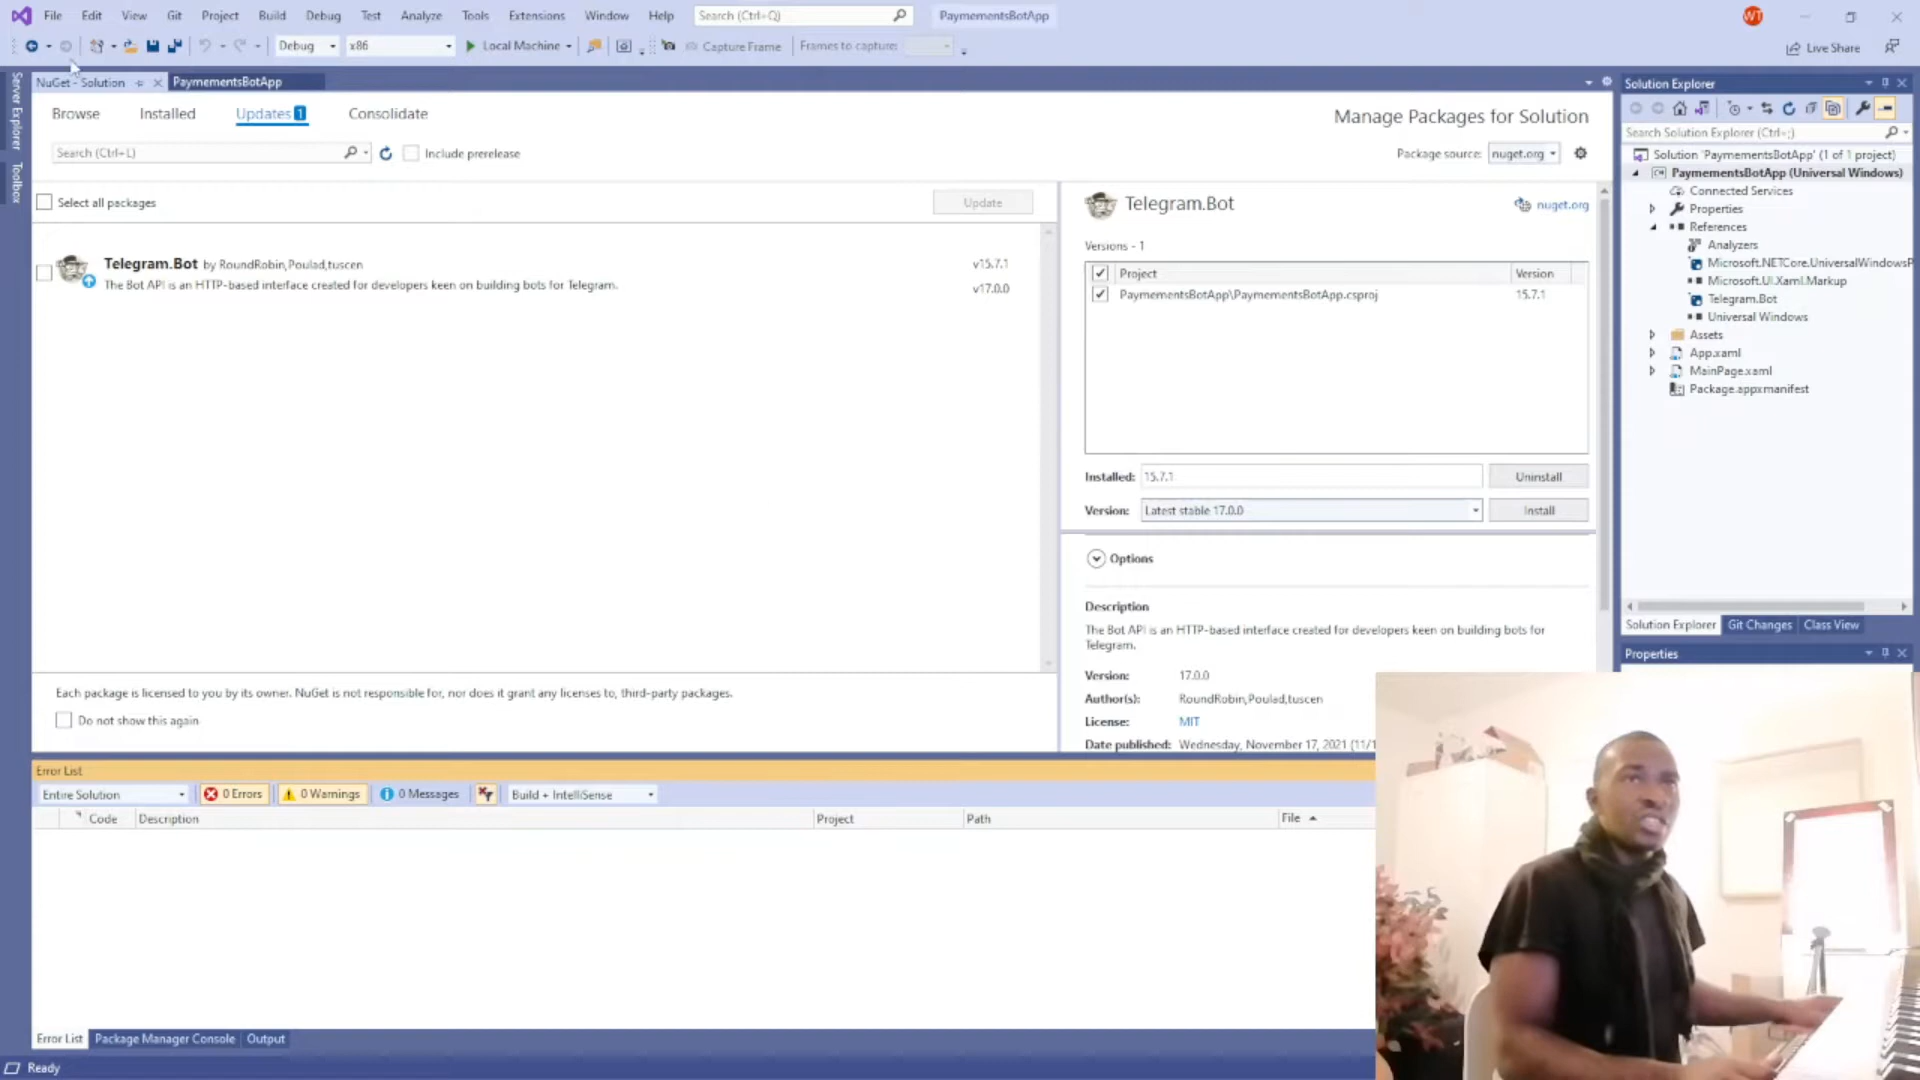 File Edit View Git Project Build Debug Test Analyze Tools Extensions Window Help Search (Ctrl+Q) PaymementsBotApp WT
Debug x86 Local Machine Capture Frame Frames to capture: Live Share
Server Explorer
Toolbox
NuGet - Solution PaymementsBotApp
Browse Installed Updates 1 Consolidate
Manage Packages for Solution
Search (Ctrl+L) Include prerelease
Package source: nuget.org
Select all packages Update
Telegram.Bot by RoundRobin,Poulad,tuscen v15.7.1
The Bot API is an HTTP-based interface created for developers keen on building bots for Telegram. v17.0.0
Each package is licensed to you by its owner. NuGet is not responsible for, nor does it grant any licenses to, third-party packages.
Do not show this again
Telegram.Bot nuget.org
Versions - 1
Project Version
PaymementsBotApp\PaymementsBotApp.csproj 15.7.1
Installed: 15.7.1 Uninstall
Version: Latest stable 17.0.0 Install
Options
Description
The Bot API is an HTTP-based interface created for developers keen on building bots for
Telegram.
Version: 17.0.0
Author(s): RoundRobin,Poulad,tuscen
License: MIT
Date published: Wednesday, November 17, 2021 (11/1
Solution Explorer
Search Solution Explorer (Ctrl+;)
Solution 'PaymementsBotApp' (1 of 1 project)
PaymementsBotApp (Universal Windows)
Connected Services
Properties
References
Analyzers
Microsoft.NETCore.UniversalWindowsP
Microsoft.UI.Xaml.Markup
Telegram.Bot
Universal Windows
Assets
App.xaml
MainPage.xaml
Package.appxmanifest
Solution Explorer Git Changes Class View
Properties
Error List
Entire Solution 0 Errors 0 Warnings 0 Messages Build + IntelliSense
Code Description Project Path File
Error List Package Manager Console Output
Ready